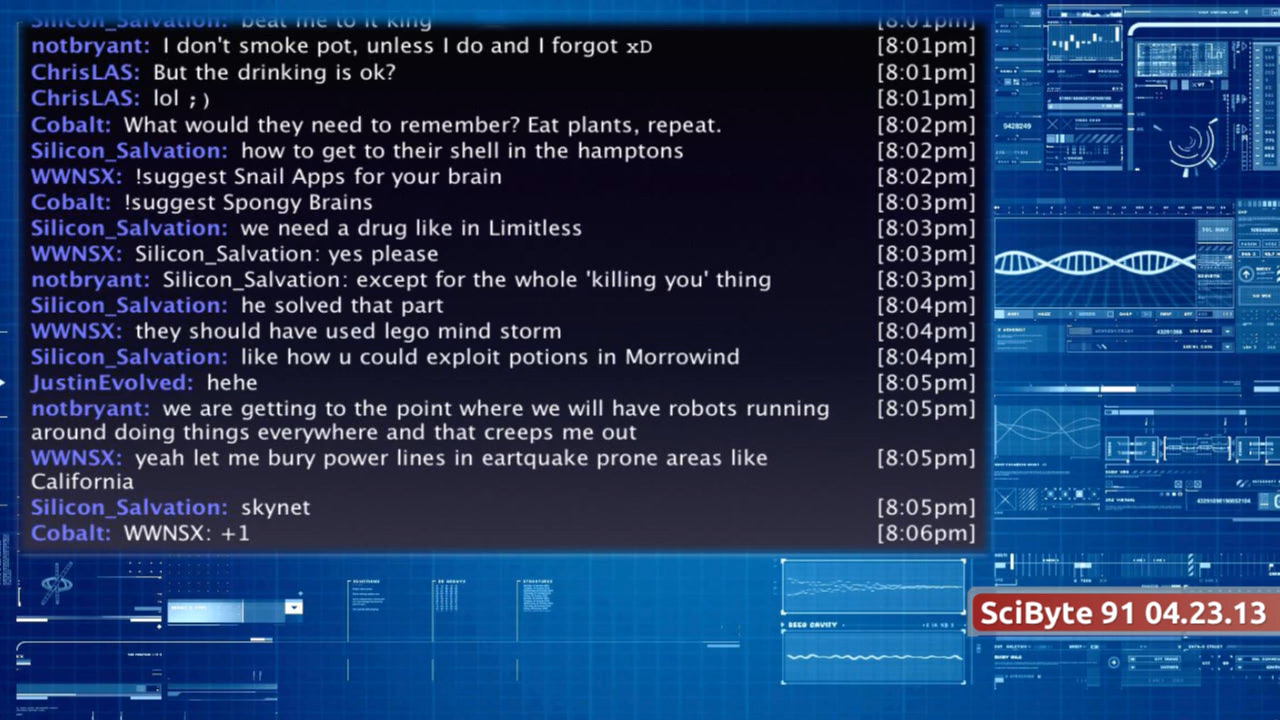 Silicon_Salvation: beat me to it king [8:01pm]
notbryant: I don't smoke pot, unless I do and I forgot xD [8:01pm]
ChrisLAS: But the drinking is ok? [8:01pm]
ChrisLAS: lol ;) [8:01pm]
Cobalt: What would they need to remember? Eat plants, repeat. [8:02pm]
Silicon_Salvation: how to get to their shell in the hamptons [8:02pm]
WWNSX: !suggest Snail Apps for your brain [8:02pm]
Cobalt: !suggest Spongy Brains [8:03pm]
Silicon_Salvation: we need a drug like in Limitless [8:03pm]
WWNSX: Silicon_Salvation: yes please [8:03pm]
notbryant: Silicon_Salvation: except for the whole 'killing you' thing [8:03pm]
Silicon_Salvation: he solved that part [8:04pm]
WWNSX: they should have used lego mind storm [8:04pm]
Silicon_Salvation: like how u could exploit potions in Morrowind [8:04pm]
JustinEvolved: hehe [8:05pm]
notbryant: we are getting to the point where we will have robots running [8:05pm]
around doing things everywhere and that creeps me out
WWNSX: yeah let me bury power lines in eartquake prone areas like [8:05pm]
California
Silicon_Salvation: skynet [8:05pm]
Cobalt: WWNSX: +1 [8:06pm]
9428249
SciByte 91 04.23.13